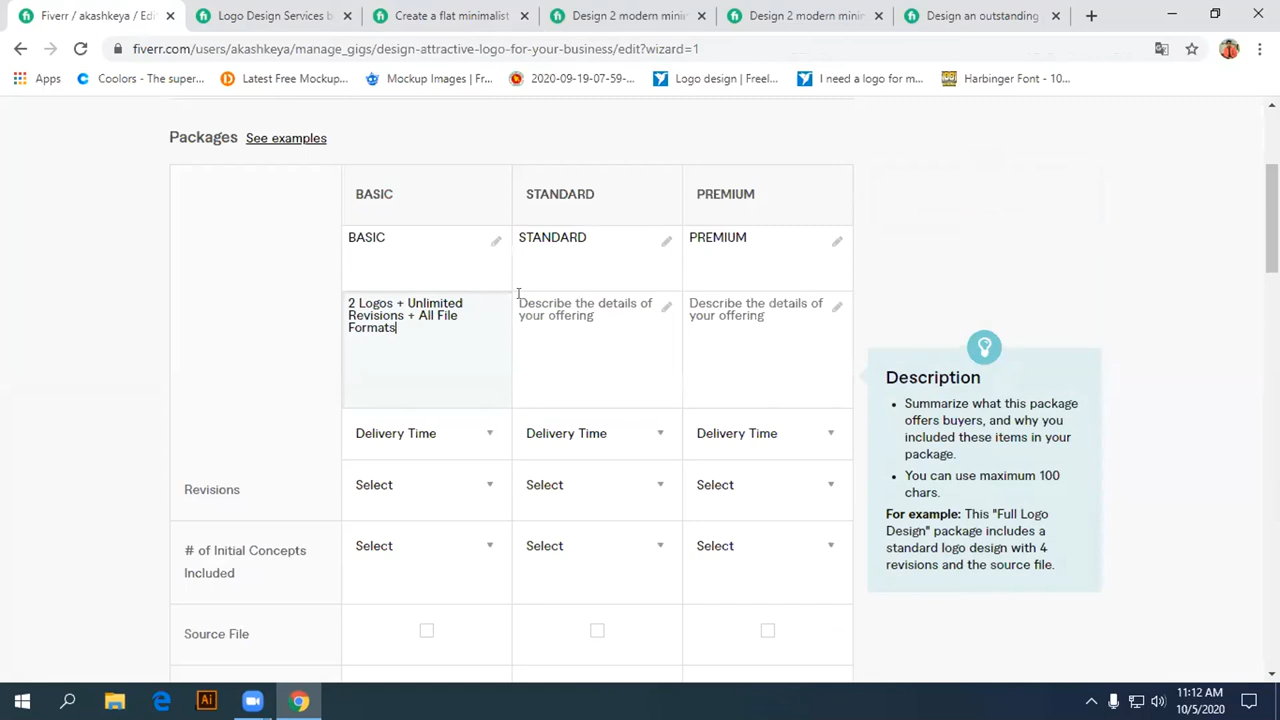 Fiverr / akashkeya / Edi
Logo Design Services b
Create a flat minimalist
Design 2 modern mini
Design 2 modern mini
Design an outstanding
fiverr.com/users/akashkeya/manage_gigs/design-attractive-logo-for-your-business/edit?wizard=1
Apps
Coolors - The super...
Latest Free Mockup...
Mockup Images | Fr...
2020-09-19-07-59-...
Logo design | Freel...
I need a logo for m...
Harbinger Font - 10...
Packages See examples
BASIC STANDARD PREMIUM
BASIC STANDARD PREMIUM
2 Logos + Unlimited
Revisions + All File
Formats
Describe the details of
your offering
Describe the details of
your offering
Delivery Time Delivery Time Delivery Time
Revisions Select Select Select
# of Initial Concepts
Included
Select Select Select
Source File
Description
• Summarize what this package
offers buyers, and why you
included these items in your
package.
• You can use maximum 100
chars.
For example: This "Full Logo
Design" package includes a
standard logo design with 4
revisions and the source file.
Ai
11:12 AM
10/5/2020